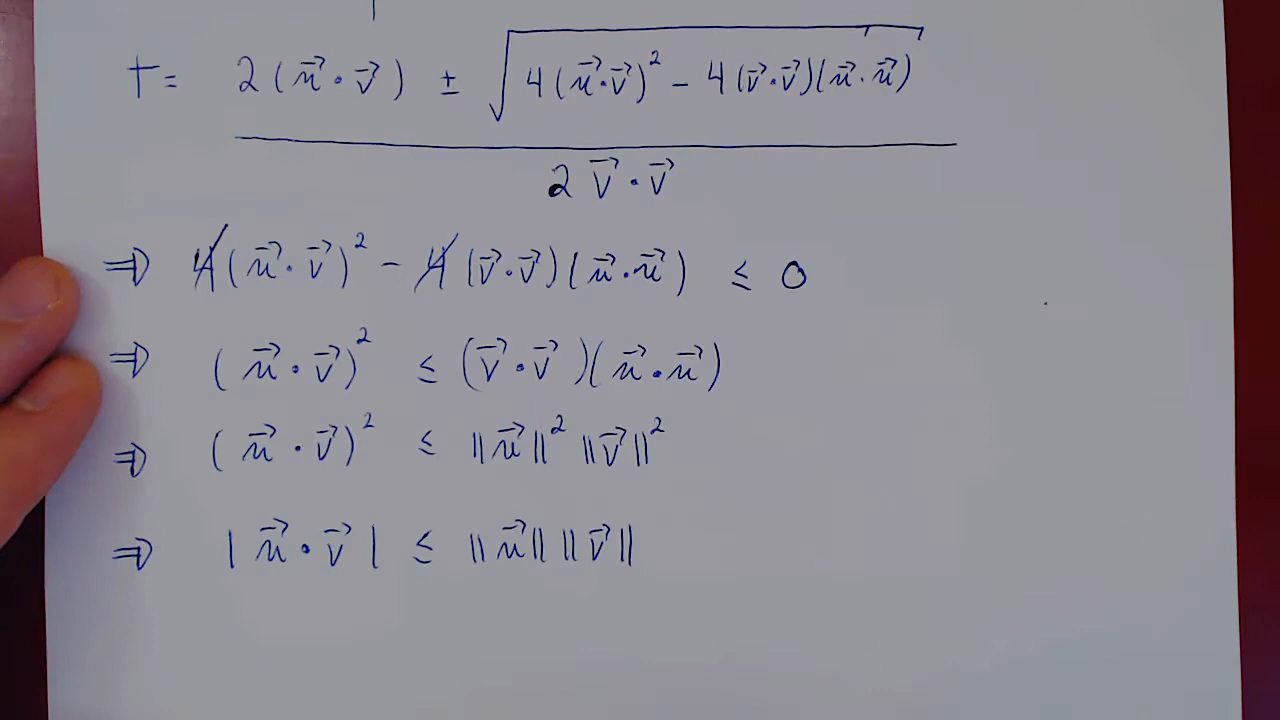 t = 2(u⃗·v⃗) ± √(4(u⃗·v⃗)² − 4(v⃗·v⃗)(u⃗·u⃗))
2 v⃗·v⃗
⇒ 4(u⃗·v⃗)² − 4(v⃗·v⃗)(u⃗·u⃗) ≤ 0
⇒ (u⃗·v⃗)² ≤ (v⃗·v⃗)(u⃗·u⃗)
⇒ (u⃗·v⃗)² ≤ ||u⃗||² ||v⃗||²
⇒ |u⃗·v⃗| ≤ ||u⃗|| ||v⃗||